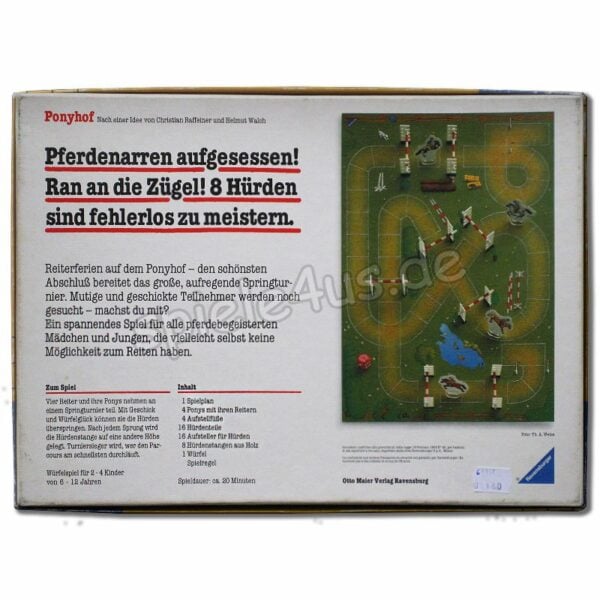 Ponyhof Nach einer Idee von Christian Raffeiner und Helmut Walch
Pferdenarren aufgesessen!
Ran an die Zügel! 8 Hürden
sind fehlerlos zu meistern.
Reiterferien auf dem Ponyhof – den schönsten
Abschluß bereitet das große, aufregende Springtur-
nier. Mutige und geschickte Teilnehmer werden noch
gesucht – machst du mit?
Ein spannendes Spiel für alle pferdebegeisterten
Mädchen und Jungen, die vielleicht selbst keine
Möglichkeit zum Reiten haben.
Zum Spiel
Vier Reiter und ihre Ponys nehmen an
einem Springturnier teil. Mit Geschick
und Würfelglück können sie die Hürden
überspringen. Nach jedem Sprung wird
die Hürdenstange auf eine andere Höhe
gelegt. Turniersieger wird, wer den Par-
cours am schnellsten durchläuft.
Würfelspiel für 2 - 4 Kinder
von 6 - 12 Jahren
Inhalt
1 Spielplan
4 Ponys mit ihren Reitern
4 Aufstellfüße
16 Hürdenteile
16 Aufsteller für Hürden
8 Hürdenstangen aus Holz
1 Würfel
Spielregel
Spieldauer: ca. 20 Minuten
Otto Maier Verlag Ravensburg
Ravensburger
spiele4us.de